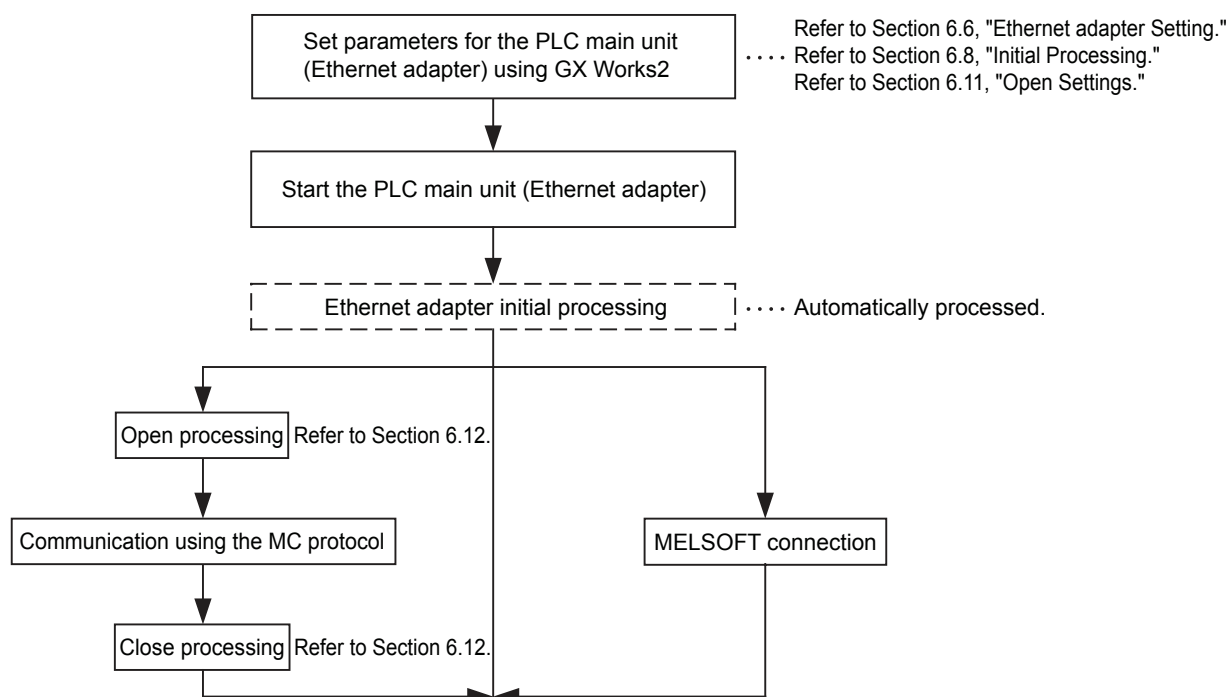 Set parameters for the PLC main unit
(Ethernet adapter) using GX Works2
Refer to Section 6.6, "Ethernet adapter Setting."
Refer to Section 6.8, "Initial Processing."
Refer to Section 6.11, "Open Settings."
Start the PLC main unit (Ethernet adapter)
Ethernet adapter initial processing
Automatically processed.
Open processing
Refer to Section 6.12.
Communication using the MC protocol
MELSOFT connection
Close processing
Refer to Section 6.12.